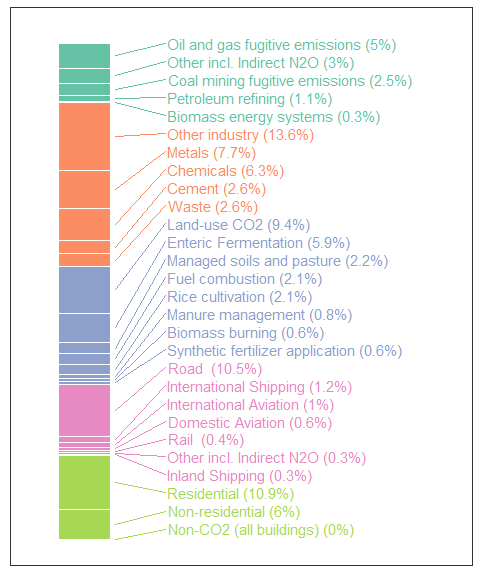 Oil and gas fugitive emissions (5%)
Other incl. Indirect N2O (3%)
Coal mining fugitive emissions (2.5%)
Petroleum refining (1.1%)
Biomass energy systems (0.3%)
Other industry (13.6%)
Metals (7.7%)
Chemicals (6.3%)
Cement (2.6%)
Waste (2.6%)
Land-use CO2 (9.4%)
Enteric Fermentation (5.9%)
Managed soils and pasture (2.2%)
Fuel combustion (2.1%)
Rice cultivation (2.1%)
Manure management (0.8%)
Biomass burning (0.6%)
Synthetic fertilizer application (0.6%)
Road (10.5%)
International Shipping (1.2%)
International Aviation (1%)
Domestic Aviation (0.6%)
Rail (0.4%)
Other incl. Indirect N2O (0.3%)
Inland Shipping (0.3%)
Residential (10.9%)
Non-residential (6%)
Non-CO2 (all buildings) (0%)